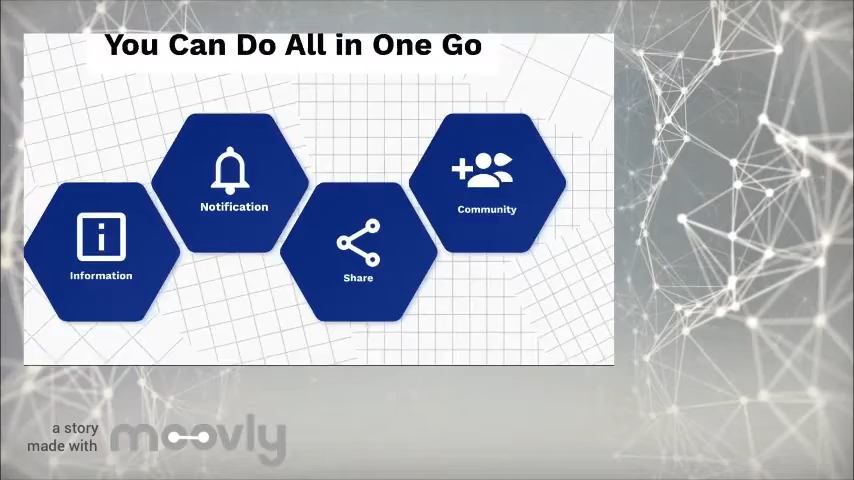 You Can Do All in One Go
Notification
Community
Information
Share
a story
made with
moovly